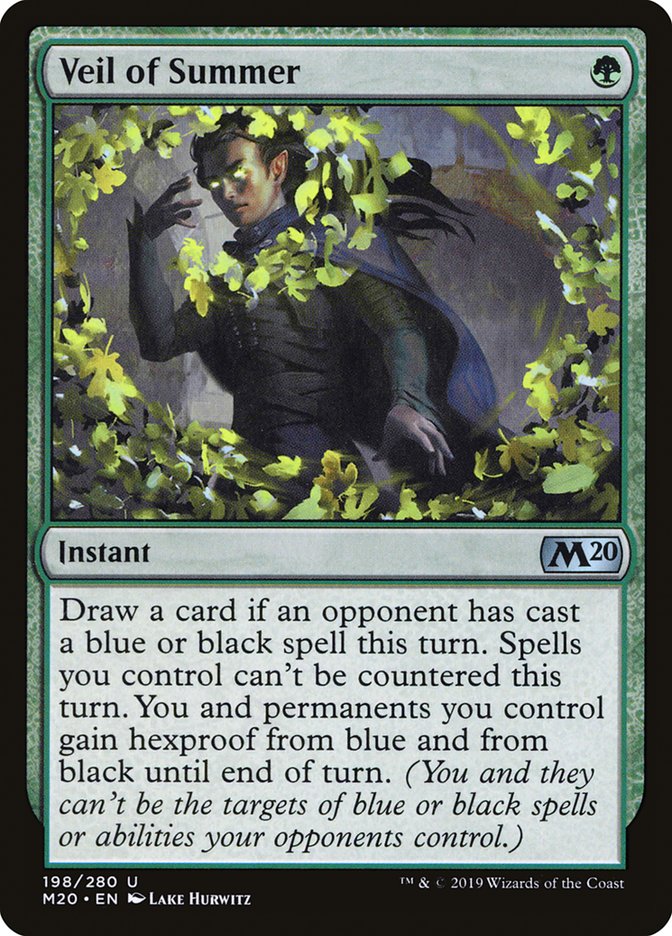 Veil of Summer
Instant
M20
Draw a card if an opponent has cast
a blue or black spell this turn. Spells
you control can't be countered this
turn. You and permanents you control
gain hexproof from blue and from
black until end of turn. (You and they
can't be the targets of blue or black spells
or abilities your opponents control.)
198/280 U
M20 • EN Lake Hurwitz
™ & © 2019 Wizards of the Coast